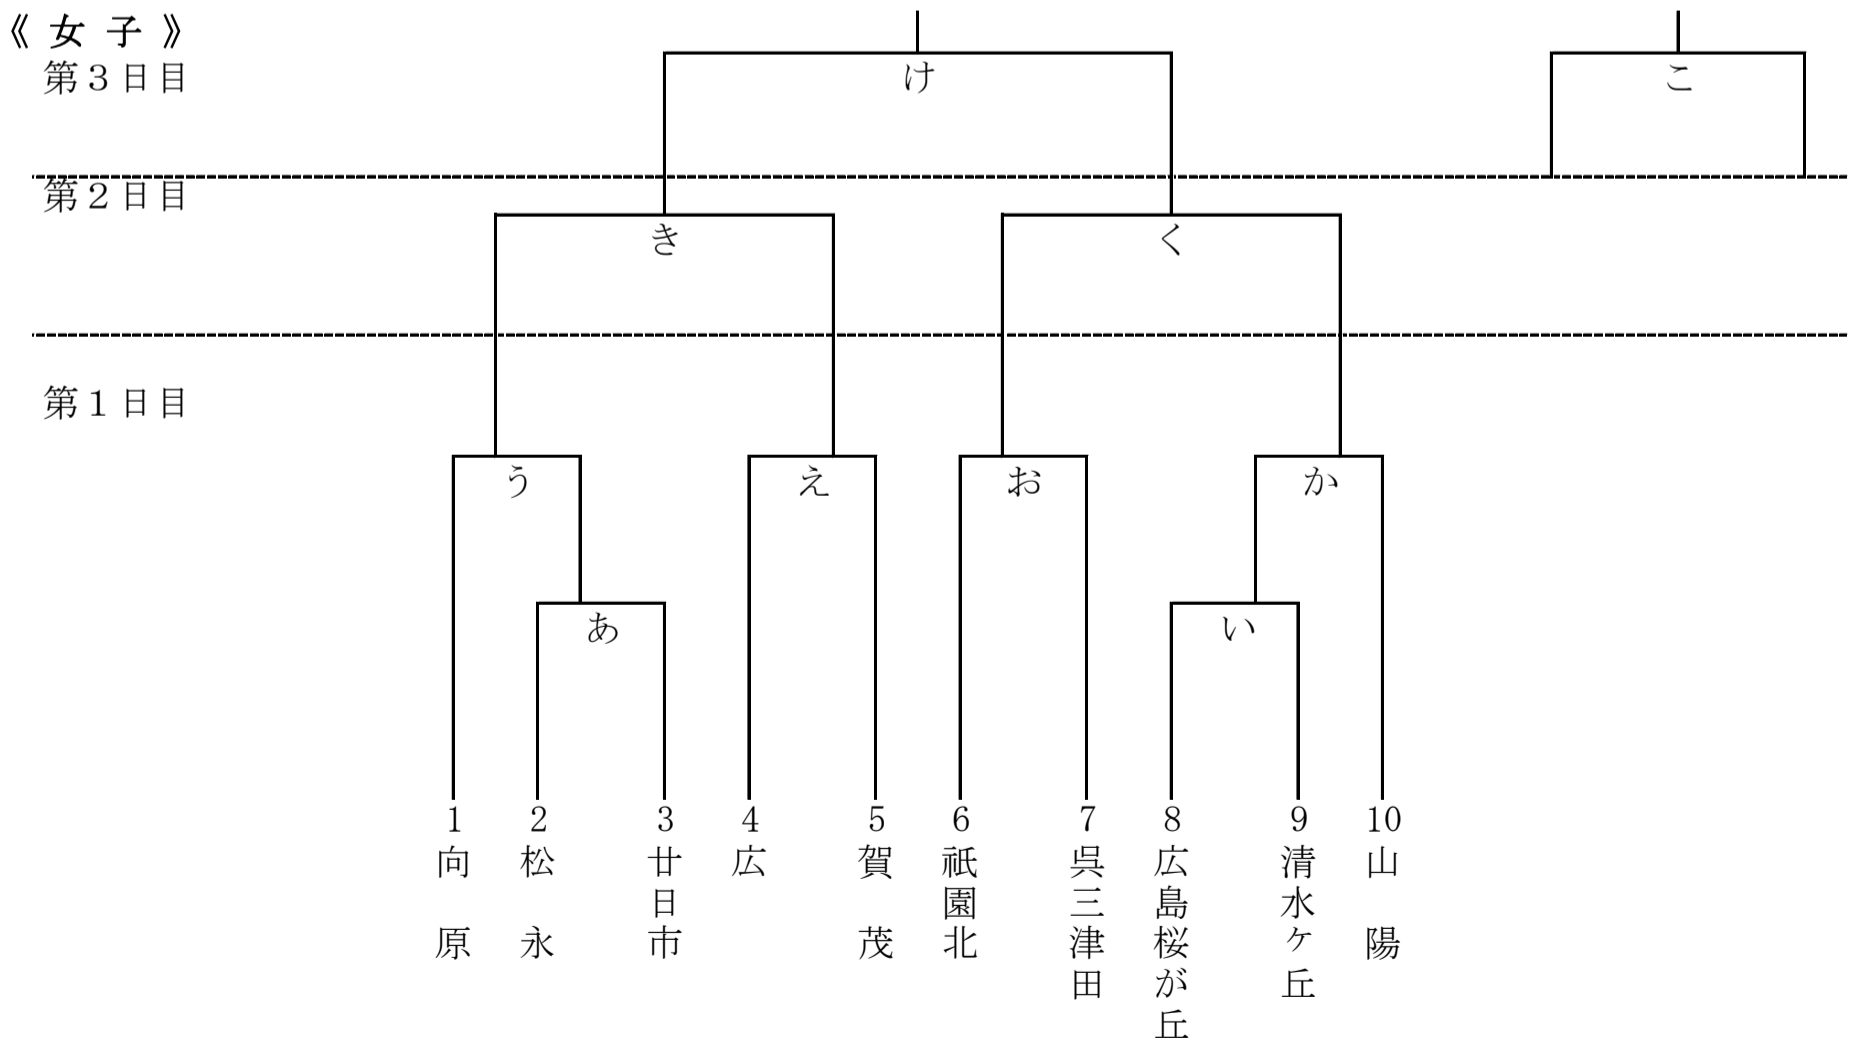 《 女 子 》
第３日目
け
こ
第２日目
き
く
第１日目
う
え
お
か
あ
い
1
2
3
4
5
6
7
8
9
10
向原
松永
廿日市
広
賀茂
祇園北
呉三津田
広島桜が丘
清水ケ丘
山陽